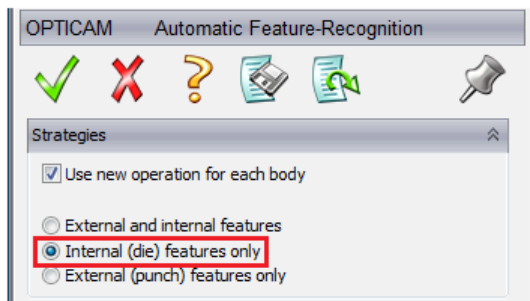 OPTICAM Automatic Feature-Recognition
Strategies
Use new operation for each body
External and internal features
Internal (die) features only
External (punch) features only